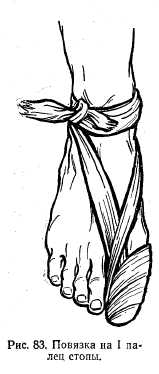 Рис. 83. Повязка на I па-
лец стопы.